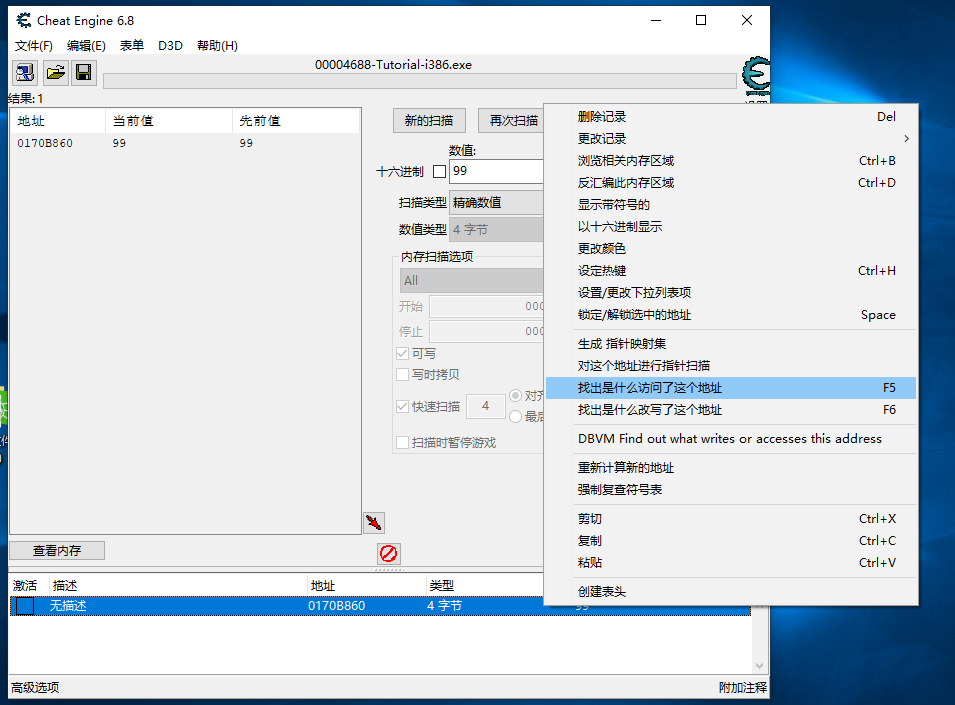 Cheat Engine 6.8
文件(F) 编辑(E) 表单 D3D 帮助(H)
00004688-Tutorial-i386.exe
结果: 1
地址 当前值 先前值
0170B860 99 99
新的扫描 再次扫描
数值:
十六进制 99
扫描类型 精确数值
数值类型 4 字节
内存扫描选项
All
开始 000
停止 000
可写
写时拷贝
快速扫描 4 对齐
最后
扫描时暂停游戏
查看内存
激活 描述 地址 类型
无描述 0170B860 4 字节 99
高级选项 附加注释
删除记录 Del
更改记录
浏览相关内存区域 Ctrl+B
反汇编此内存区域 Ctrl+D
显示带符号的
以十六进制显示
更改颜色
设定热键 Ctrl+H
设置/更改下拉列表项
锁定/解锁选中的地址 Space
生成 指针映射集
对这个地址进行指针扫描
找出是什么访问了这个地址 F5
找出是什么改写了这个地址 F6
DBVM Find out what writes or accesses this address
重新计算新的地址
强制复查符号表
剪切 Ctrl+X
复制 Ctrl+C
粘贴 Ctrl+V
创建表头